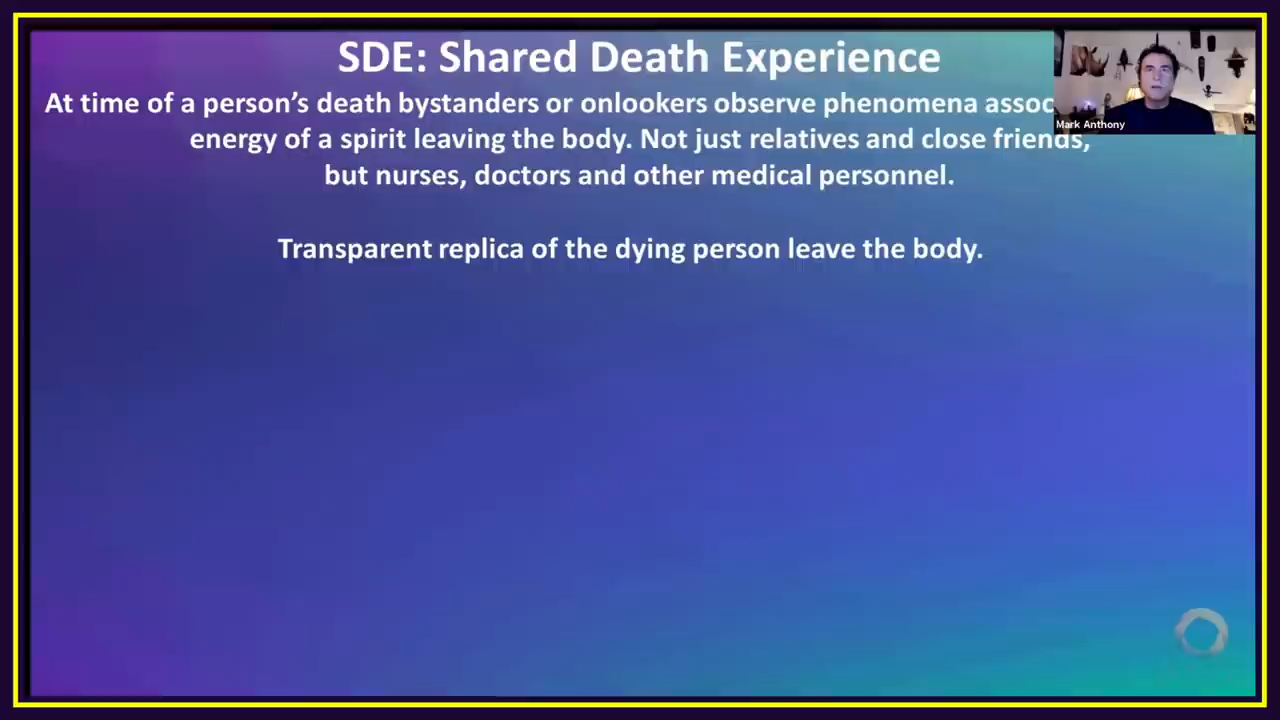 SDE: Shared Death Experience
At time of a person's death bystanders or onlookers observe phenomena
energy of a spirit leaving the body. Not just relatives and close friends,
but nurses, doctors and other medical personnel.
Transparent replica of the dying person leave the body.
Mark Anthony